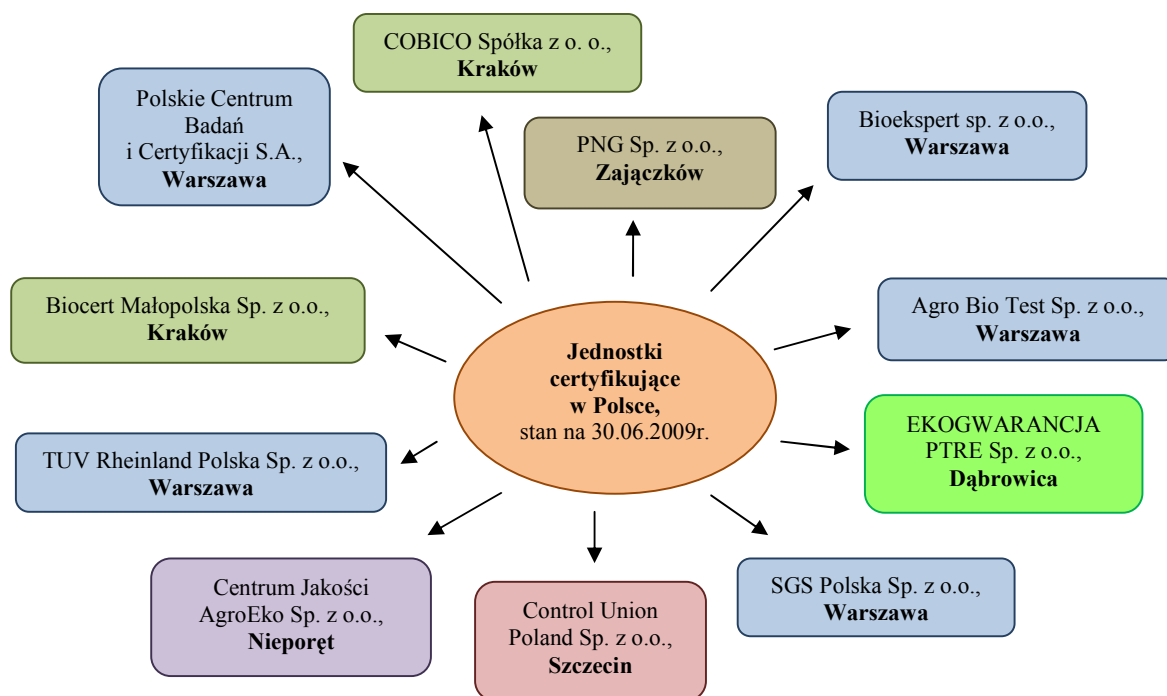 COBICO Spółka z o. o.,
Kraków
Polskie Centrum
Badań
i Certyfikacji S.A.,
Warszawa
PNG Sp. z o.o.,
Zajączków
Bioekspert sp. z o.o.,
Warszawa
Biocert Małopolska Sp. z o.o.,
Kraków
Agro Bio Test Sp. z o.o.,
Warszawa
Jednostki
certyfikujące
w Polsce,
stan na 30.06.2009r.
TUV Rheinland Polska Sp. z o.o.,
Warszawa
EKOGWARANCJA
PTRE Sp. z o.o.,
Dąbrowica
Centrum Jakości
AgroEko Sp. z o.o.,
Nieporęt
Control Union
Poland Sp. z o.o.,
Szczecin
SGS Polska Sp. z o.o.,
Warszawa